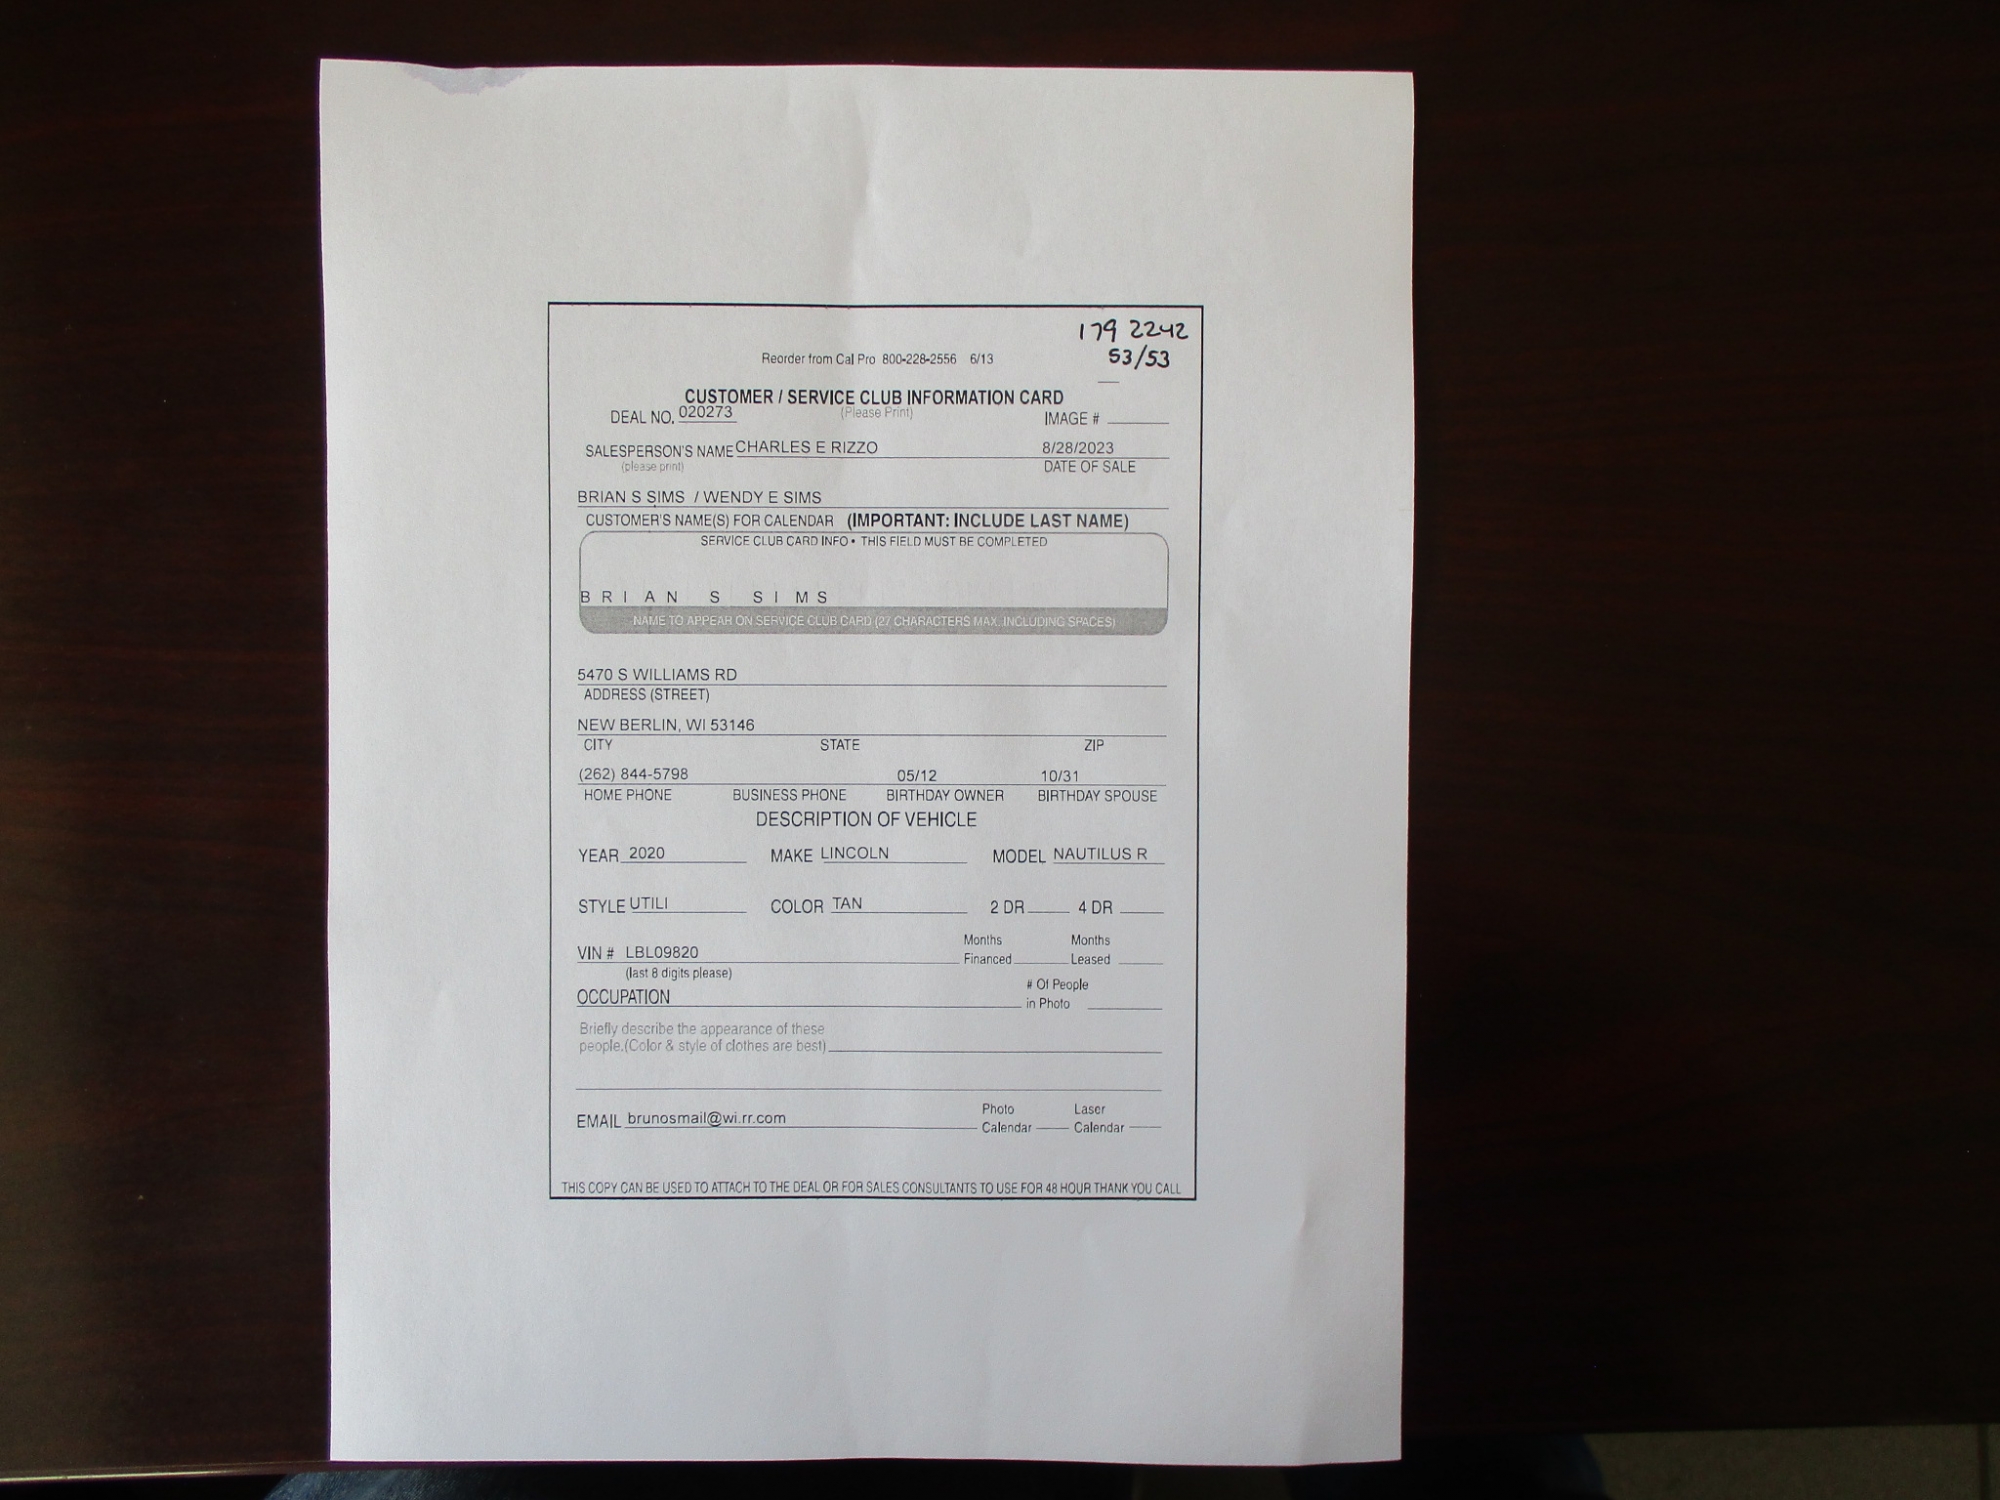 179 2242
53/53
Reorder from Cal Pro 800-228-2556 6/13
CUSTOMER / SERVICE CLUB INFORMATION CARD
DEAL NO. 020273 (Please Print) IMAGE #
SALESPERSON'S NAME CHARLES E RIZZO 8/28/2023
(please print) DATE OF SALE
BRIAN S SIMS / WENDY E SIMS
CUSTOMER'S NAME(S) FOR CALENDAR (IMPORTANT: INCLUDE LAST NAME)
SERVICE CLUB CARD INFO • THIS FIELD MUST BE COMPLETED
BRIAN S SIMS
NAME TO APPEAR ON SERVICE CLUB CARD (27 CHARACTERS MAX. INCLUDING SPACES)
5470 S WILLIAMS RD
ADDRESS (STREET)
NEW BERLIN, WI 53146
CITY STATE ZIP
(262) 844-5798 05/12 10/31
HOME PHONE BUSINESS PHONE BIRTHDAY OWNER BIRTHDAY SPOUSE
DESCRIPTION OF VEHICLE
YEAR 2020 MAKE LINCOLN MODEL NAUTILUS R
STYLE UTILI COLOR TAN 2 DR 4 DR
Months Months
VIN # LBL09820 Financed Leased
(last 8 digits please)
# Of People
OCCUPATION in Photo
Briefly describe the appearance of these
people.(Color & style of clothes are best)
Photo Laser
EMAIL brunosmail@wi.rr.com Calendar Calendar
THIS COPY CAN BE USED TO ATTACH TO THE DEAL OR FOR SALES CONSULTANTS TO USE FOR 48 HOUR THANK YOU CALL